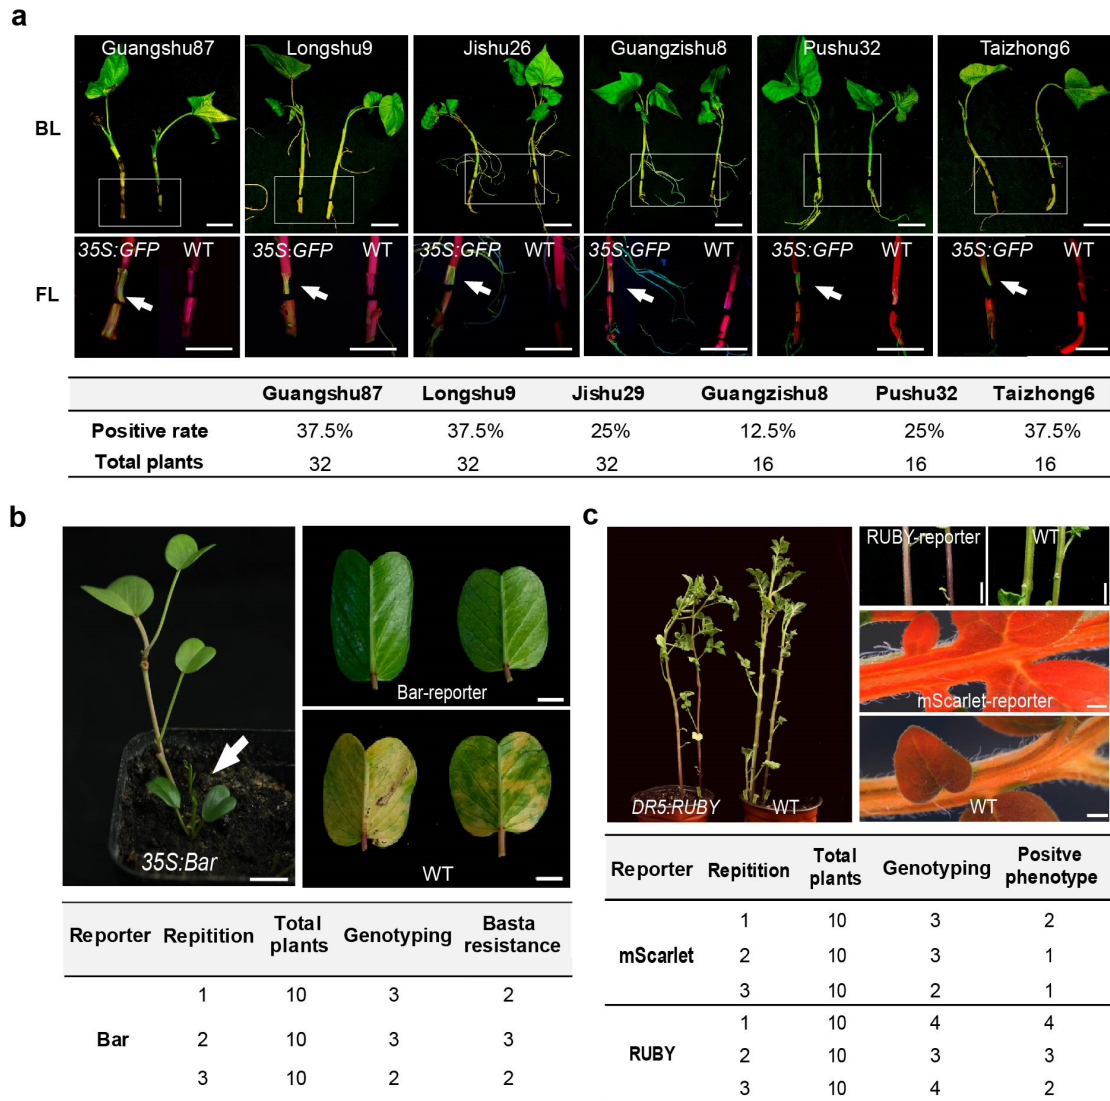 a
Guangshu87 Longshu9 Jishu26 Guangzishu8 Pushu32 Taizhong6
BL
35S:GFP WT 35S:GFP WT 35S:GFP WT 35S:GFP WT 35S:GFP WT 35S:GFP WT
FL
Guangshu87 Longshu9 Jishu29 Guangzishu8 Pushu32 Taizhong6
Positive rate 37.5% 37.5% 25% 12.5% 25% 37.5%
Total plants 32 32 32 16 16 16
b
35S:Bar
Bar-reporter
WT
Reporter Repitition Total plants Genotyping Basta resistance
1 10 3 2
Bar 2 10 3 3
3 10 2 2
c
DR5:RUBY WT
RUBY-reporter WT
mScarlet-reporter
WT
Reporter Repitition Total plants Genotyping Positve phenotype
1 10 3 2
mScarlet 2 10 3 1
3 10 2 1
1 10 4 4
RUBY 2 10 3 3
3 10 4 2